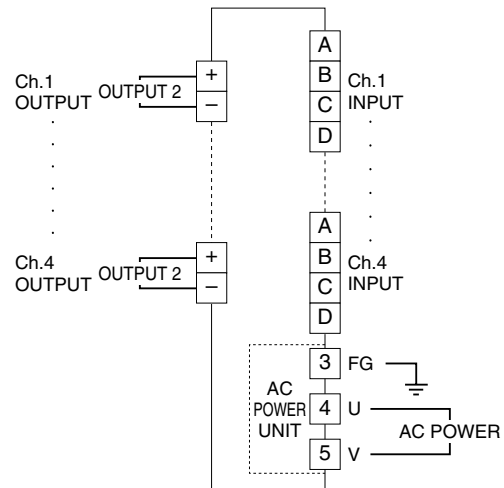 A
B
C
D
Ch.1
INPUT
Ch.1
OUTPUT
OUTPUT 2
+
−
A
B
C
D
Ch.4
INPUT
Ch.4
OUTPUT
OUTPUT 2
+
−
AC
POWER
UNIT
3 FG
4 U
5 V
AC POWER